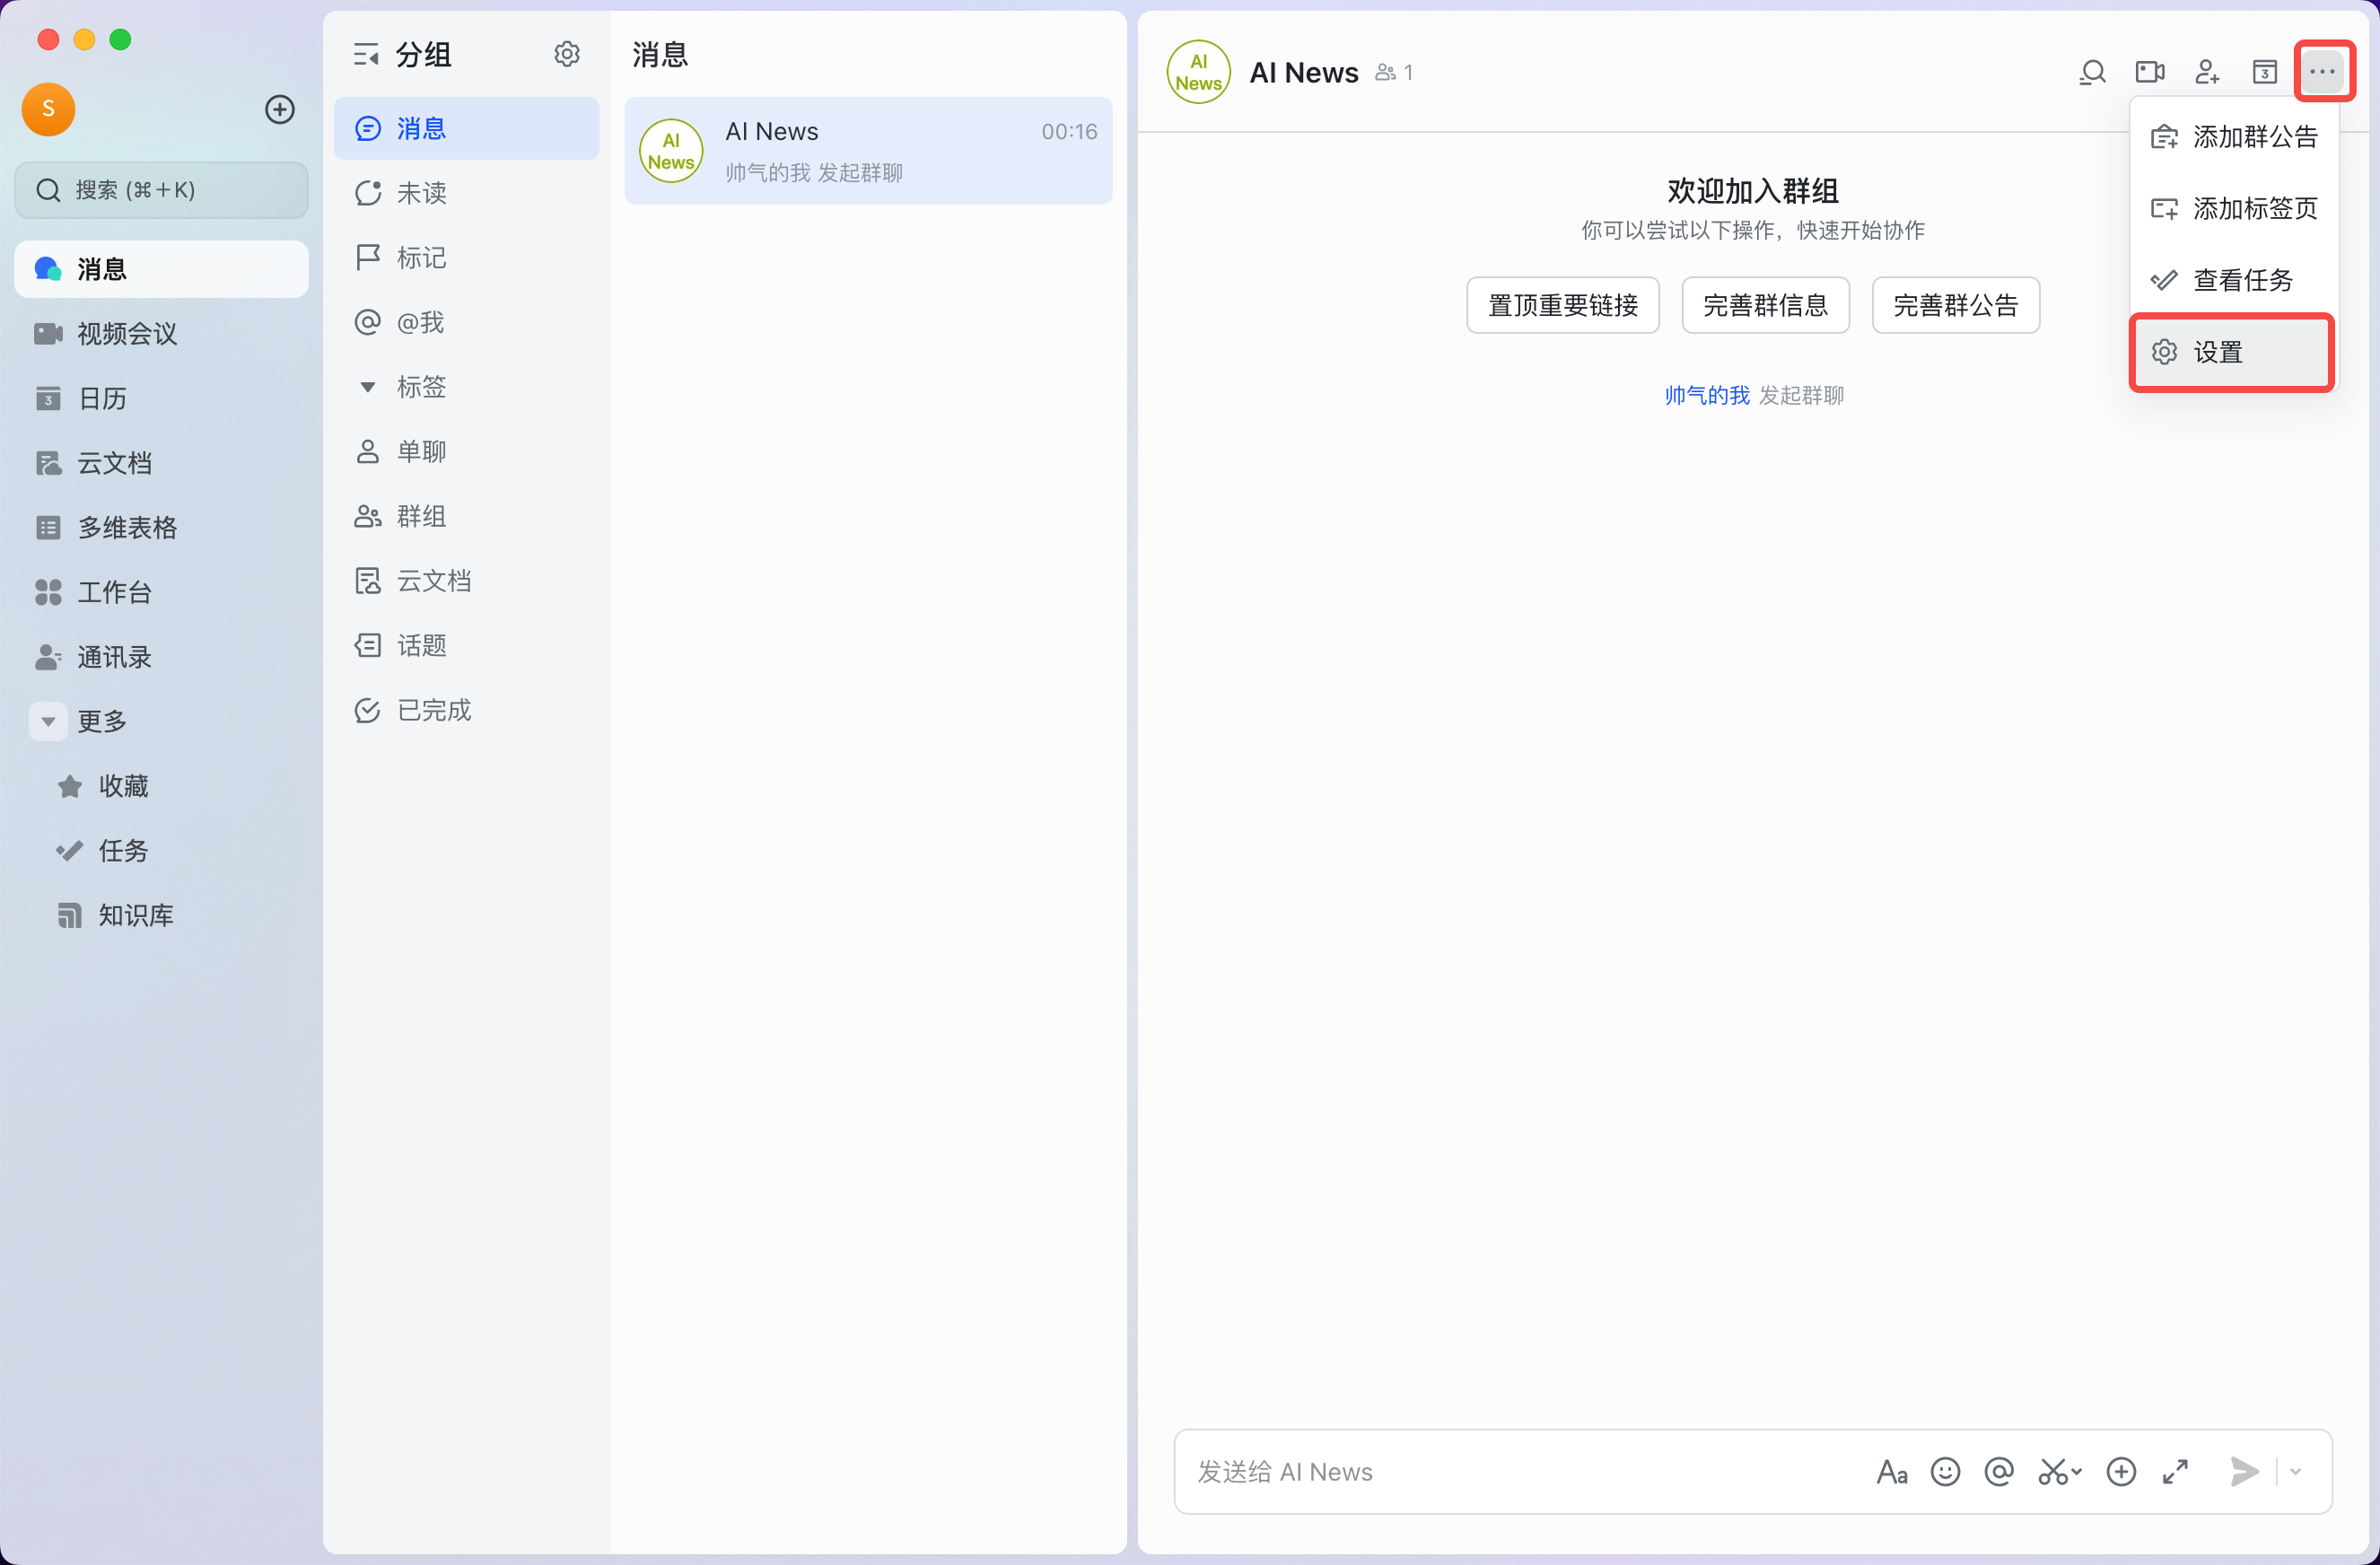 S
搜索 (⌘＋K)
消息
视频会议
3
日历
云文档
多维表格
工作台
通讯录
更多
收藏
任务
知识库
分组
消息
未读
标记
@我
标签
单聊
群组
云文档
话题
已完成
消息
AI
News
AI News
00:16
帅气的我 发起群聊
AI
News
AI News
1
3
添加群公告
添加标签页
查看任务
设置
欢迎加入群组
你可以尝试以下操作，快速开始协作
置顶重要链接
完善群信息
完善群公告
帅气的我 发起群聊
发送给 AI News
Aa